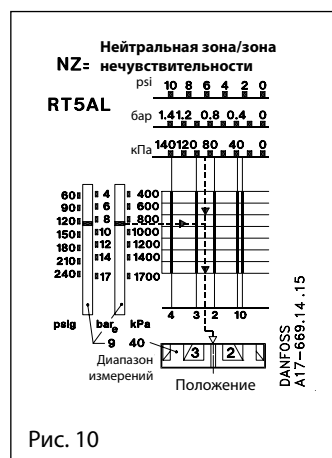 Нейтральная зона/зона
NZ= нечувствительности
psi 10 8 6 4 2 0
RT5AL
бар 1.4 1.2 0.8 0.4 0
кПа 140 120 80 40 0
60 4 400
90 6 600
120 8 800
150 10 1000
180 12 1200
210 14 1400
240 17 1700
4 3 2 10
psig bare kPa
9 40
3 2
Диапазон
измерений
Положение
DANFOSS
A17-669.14.15
Рис. 10